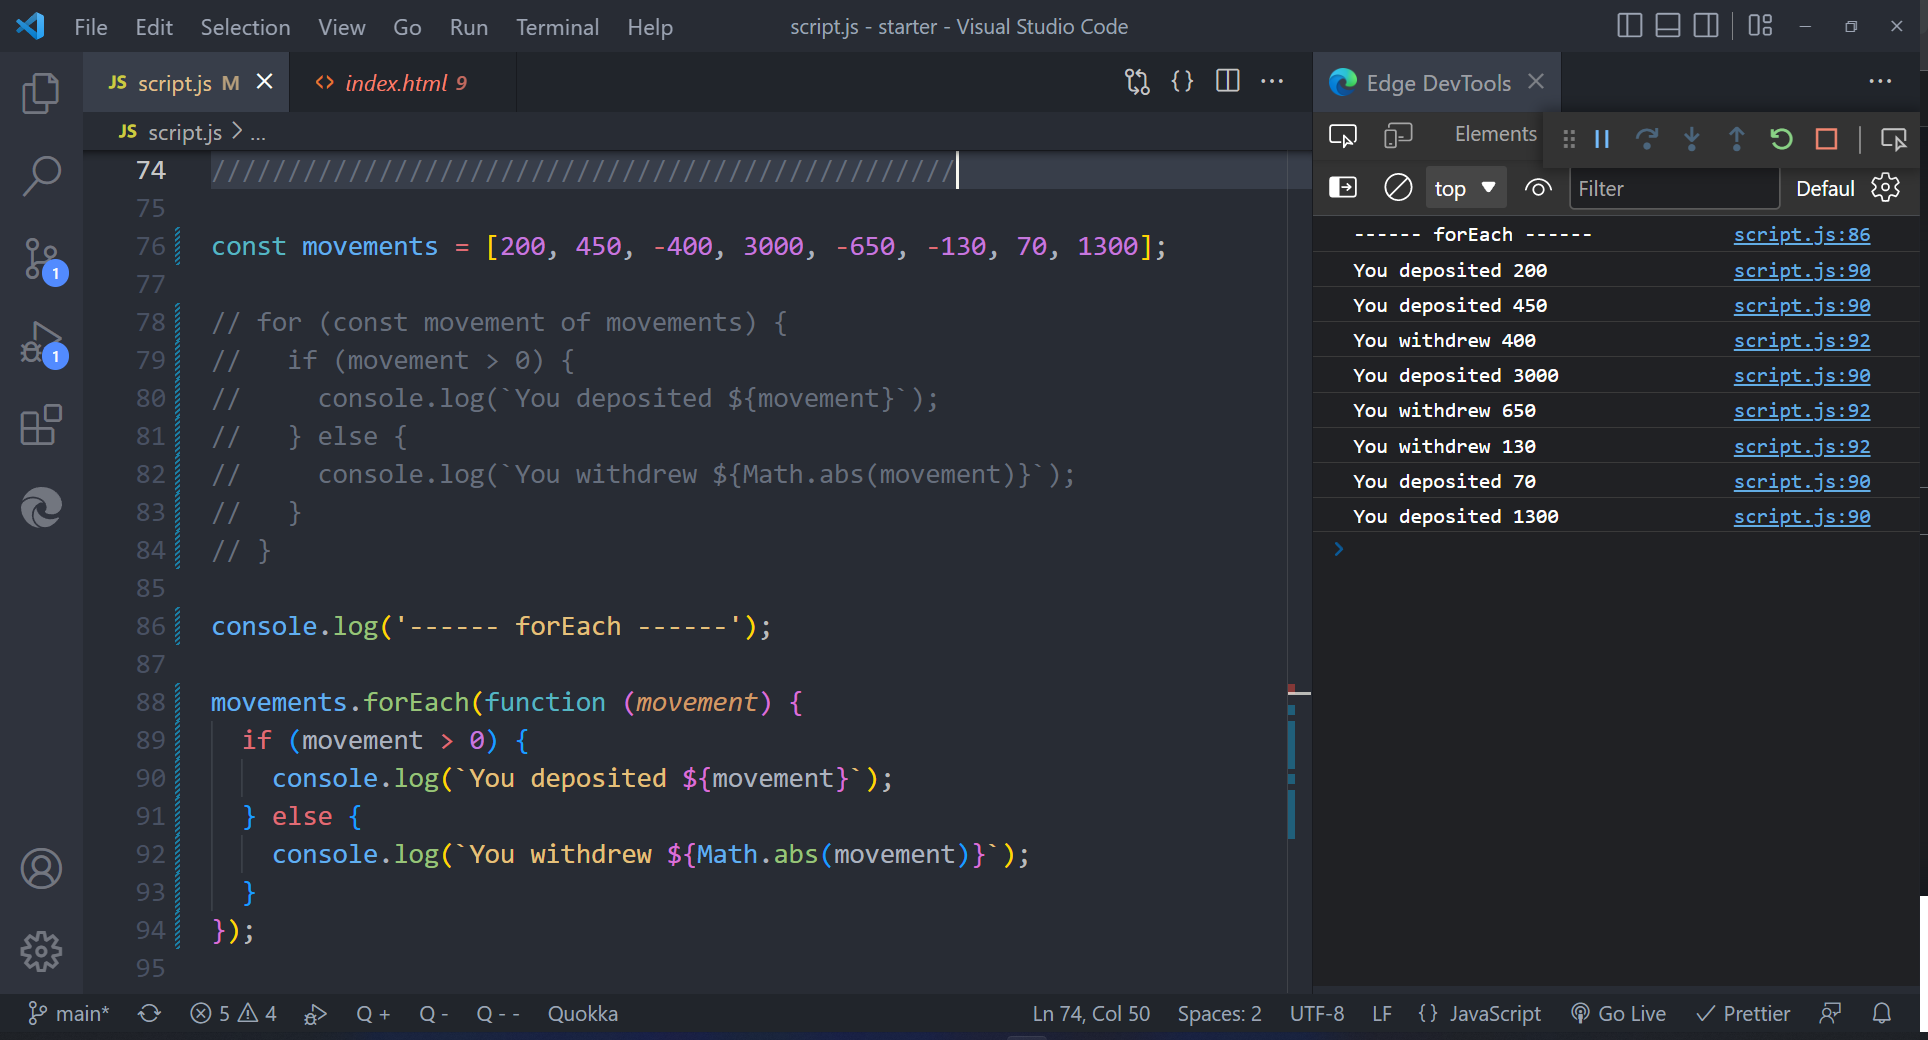 File Edit Selection View Go Run Terminal Help script.js - starter - Visual Studio Code
JS script.js M index.html 9
Edge DevTools
JS script.js > ...
Elements
top Filter Defaul
74 /////////////////////////////////////////////////
75
76 const movements = [200, 450, -400, 3000, -650, -130, 70, 1300];
77
78 // for (const movement of movements) {
79 //   if (movement > 0) {
80 //     console.log(`You deposited ${movement}`);
81 //   } else {
82 //     console.log(`You withdrew ${Math.abs(movement)}`);
83 //   }
84 // }
85
86 console.log('------ forEach ------');
87
88 movements.forEach(function (movement) {
89   if (movement > 0) {
90     console.log(`You deposited ${movement}`);
91   } else {
92     console.log(`You withdrew ${Math.abs(movement)}`);
93   }
94 });
95
------ forEach ------ script.js:86
You deposited 200 script.js:90
You deposited 450 script.js:90
You withdrew 400 script.js:92
You deposited 3000 script.js:90
You withdrew 650 script.js:92
You withdrew 130 script.js:92
You deposited 70 script.js:90
You deposited 1300 script.js:90
>
1
1
main* 5 4 Q + Q - Q - - Quokka Ln 74, Col 50 Spaces: 2 UTF-8 LF {} JavaScript Go Live Prettier